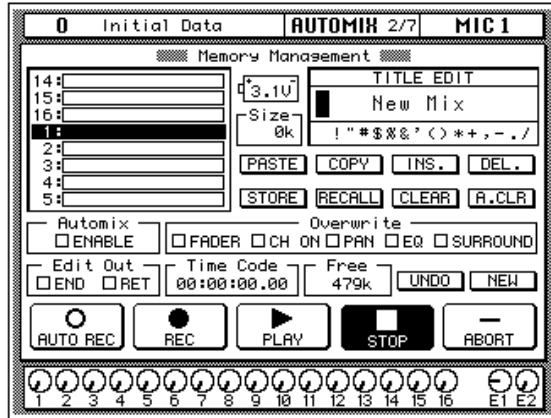 0 Initial Data AUTOMIX 2/7 MIC 1
Memory Management
14:
15:
16:
1:
2:
3:
4:
5:
3.1V
Size
0k
TITLE EDIT
New Mix
!"#$%&'()*+,-./
PASTE COPY INS. DEL.
STORE RECALL CLEAR A.CLR
Automix
ENABLE
Overwrite
FADER CH ON PAN EQ SURROUND
Edit Out
END RET
Time Code
00:00:00.00
Free
479k
UNDO NEW
AUTO REC REC PLAY STOP ABORT
1 2 3 4 5 6 7 8 9 10 11 12 13 14 15 16 E1 E2